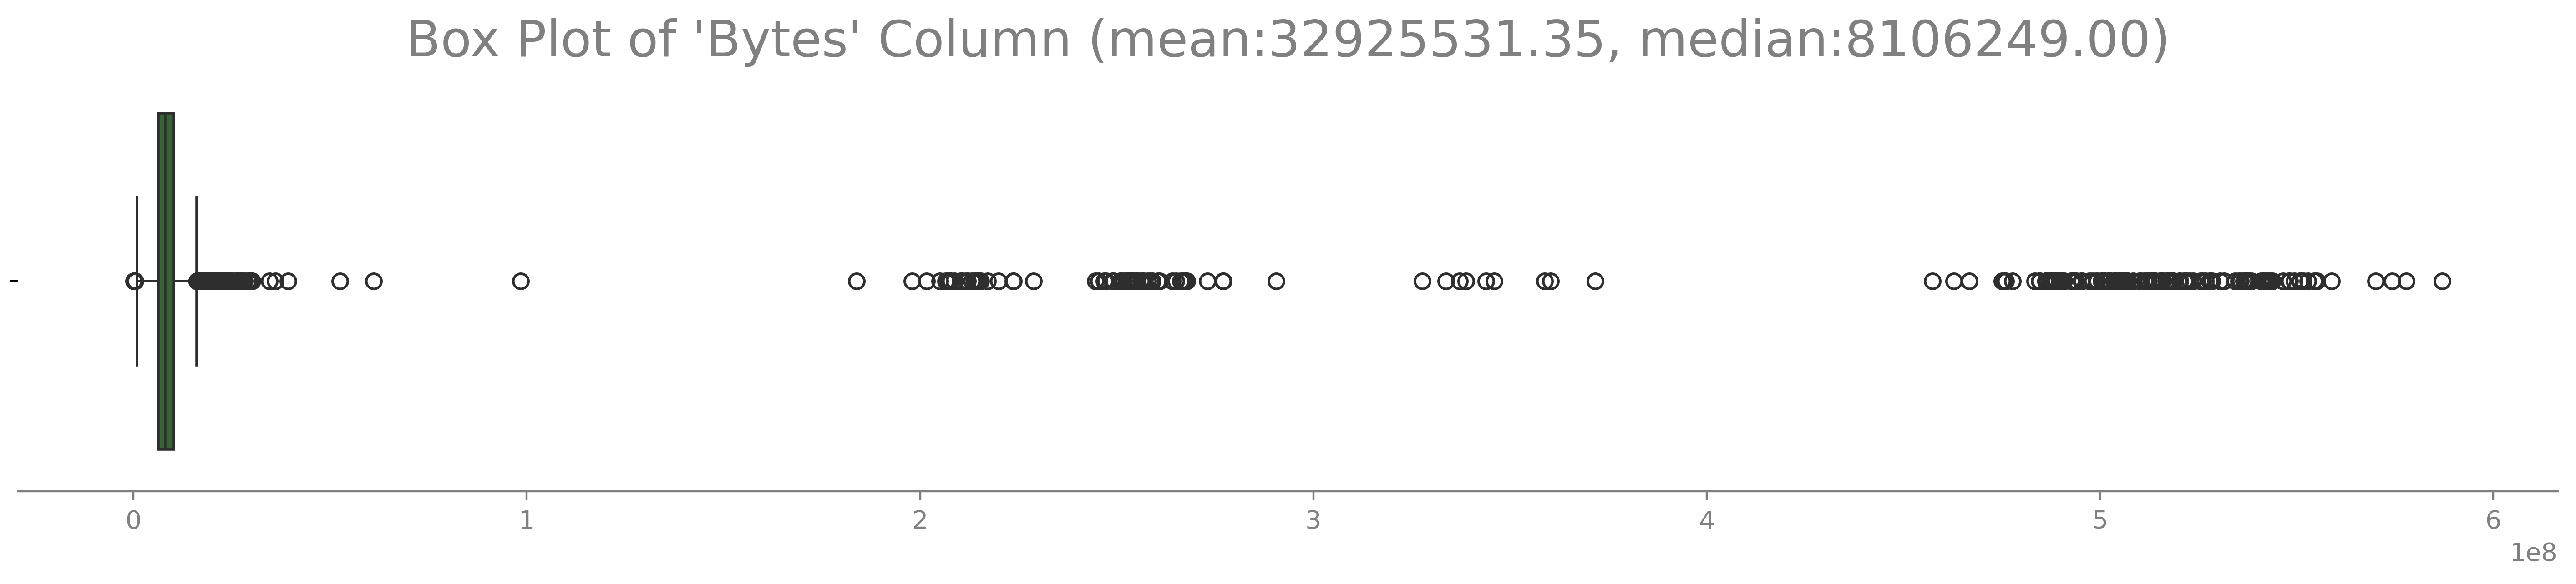 Box Plot of 'Bytes' Column (mean:32925531.35, median:8106249.00)
0 1 2 3 4 5 6
1e8